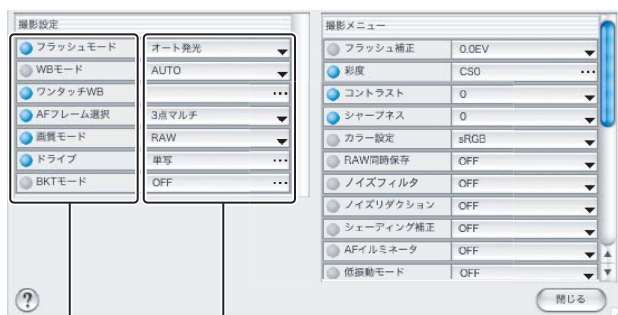 撮影設定
フラッシュモード オート発光
WBモード AUTO
ワンタッチWB
AFフレーム選択 3点マルチ
画質モード RAW
ドライブ 単写
BKTモード OFF
撮影メニュー
フラッシュ補正 0.0EV
彩度 CS0
コントラスト 0
シャープネス 0
カラー設定 sRGB
RAW同時保存 OFF
ノイズフィルタ OFF
ノイズリダクション OFF
シェーディング補正 OFF
AFイルミネータ OFF
低振動モード OFF
?
閉じる